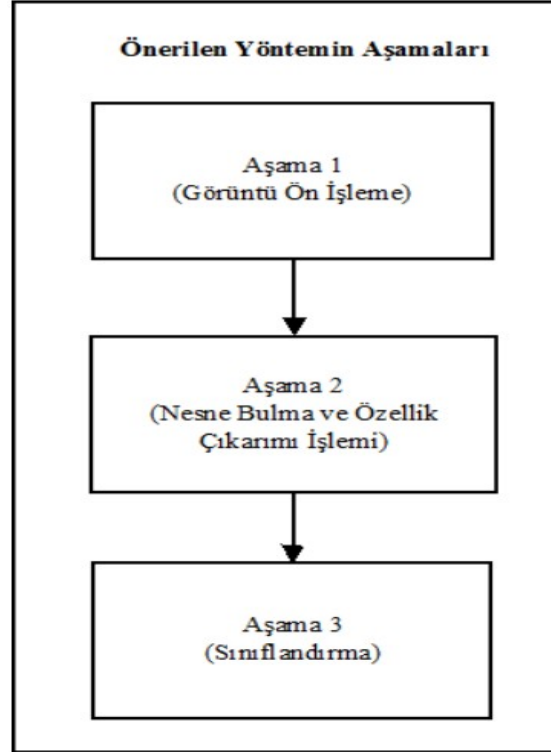 Önerilen Yöntemin Aşamaları
Aşama 1
(Görüntü Ön İşleme)
Aşama 2
(Nesne Bulma ve Özellik
Çıkarımı İşlemi)
Aşama 3
(Sınıflandırma)